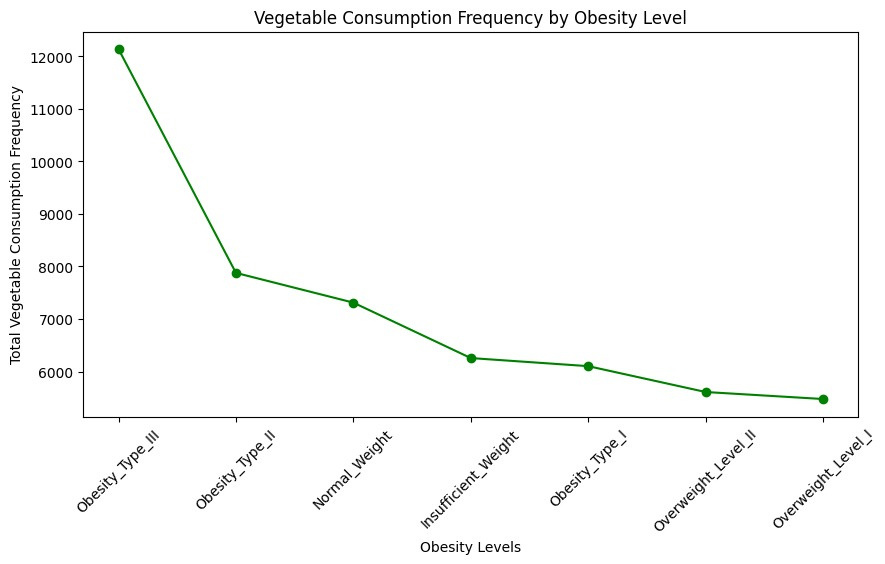 Vegetable Consumption Frequency by Obesity Level
Total Vegetable Consumption Frequency
12000
11000
10000
9000
8000
7000
6000
Obesity_Type_III
Obesity_Type_II
Normal_Weight
Insufficient_Weight
Obesity_Type_I
Overweight_Level_II
Overweight_Level_I
Obesity Levels